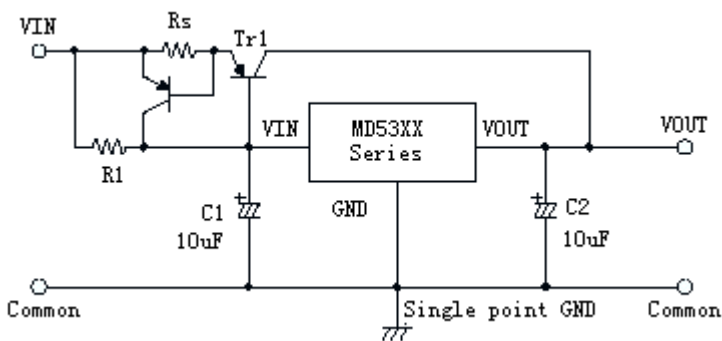 VIN
Rs
Tr1
R1
VIN
MD53XX
Series
VOUT
VOUT
C1
10uF
GND
C2
10uF
Common
Single point GND
Common